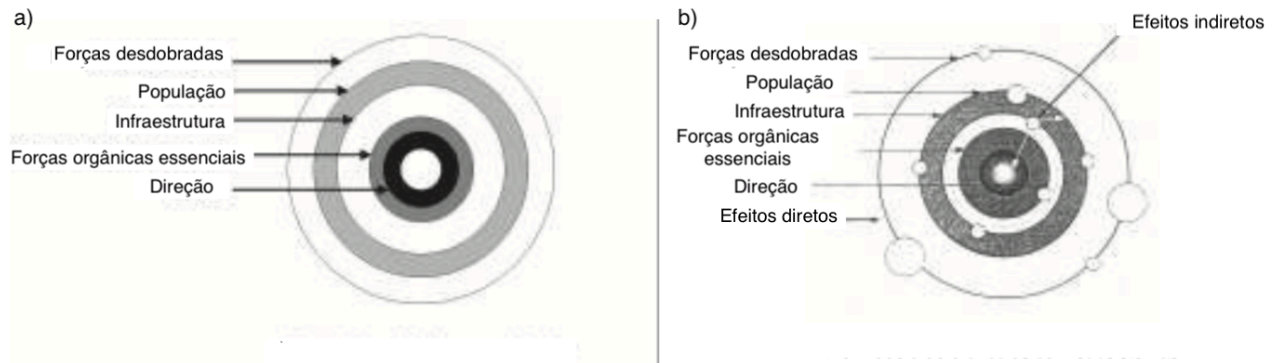 a)
Forças desdobradas
População
Infraestrutura
Forças orgânicas essenciais
Direção
b)
Efeitos indiretos
Forças desdobradas
População
Infraestrutura
Forças orgânicas
essenciais
Direção
Efeitos diretos